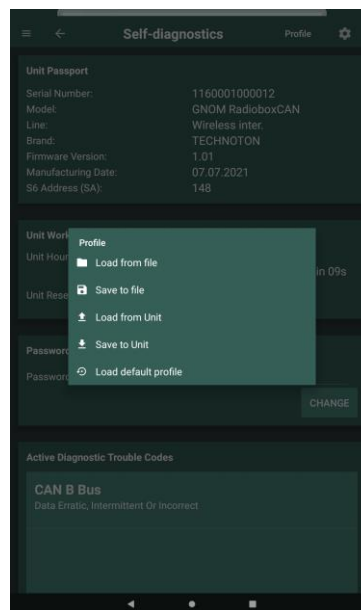 Self-diagnostics
Profile
Unit Passport
Serial Number: 1160001000012
Model: GNOM RadioboxCAN
Line: Wireless inter.
Brand: TECHNOTON
Firmware Version: 1.01
Manufacturing Date: 07.07.2021
S6 Address (SA): 148
Unit Work
Unit Hour
in 09s
Unit Rese
Profile
Load from file
Save to file
Load from Unit
Save to Unit
Load default profile
Password
Password
CHANGE
Active Diagnostic Trouble Codes
CAN B Bus
Data Erratic, Intermittent Or Incorrect